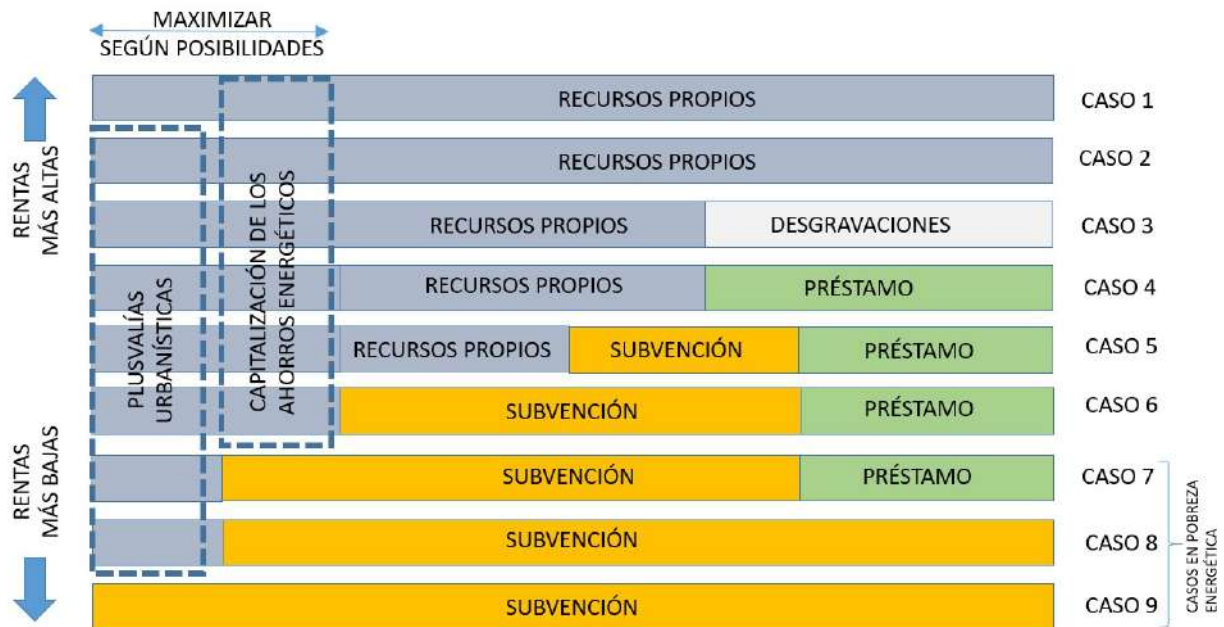 MAXIMIZAR
SEGÚN POSIBILIDADES
RENTAS
MÁS ALTAS
RENTAS
MÁS BAJAS
PLUSVALÍAS
URBANÍSTICAS
CAPITALIZACIÓN DE LOS
AHORROS ENERGÉTICOS
RECURSOS PROPIOS CASO 1
RECURSOS PROPIOS CASO 2
RECURSOS PROPIOS DESGRAVACIONES CASO 3
RECURSOS PROPIOS PRÉSTAMO CASO 4
RECURSOS PROPIOS SUBVENCIÓN PRÉSTAMO CASO 5
SUBVENCIÓN PRÉSTAMO CASO 6
SUBVENCIÓN PRÉSTAMO CASO 7
SUBVENCIÓN CASO 8
SUBVENCIÓN CASO 9
CASOS EN POBREZA
ENERGÉTICA